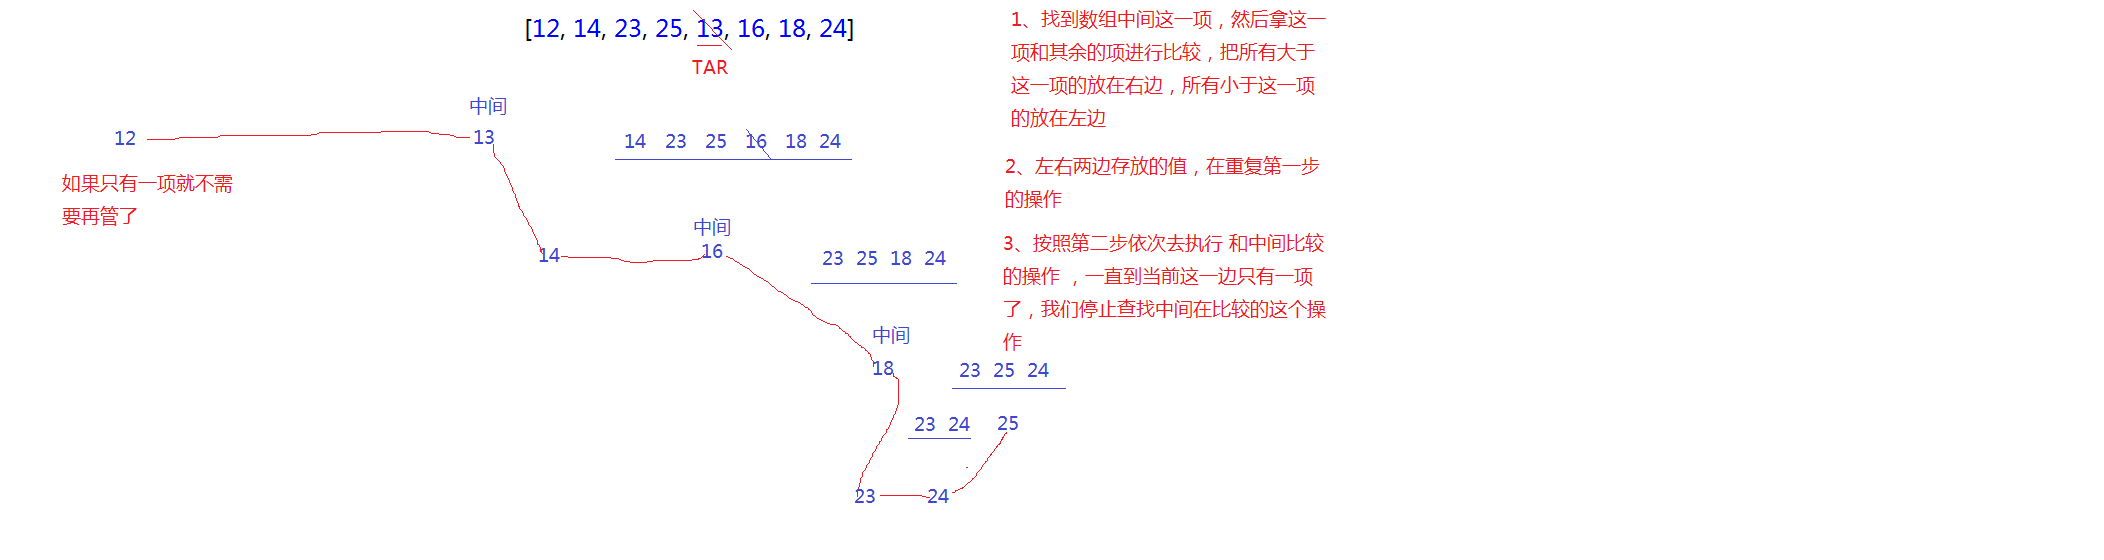 [12, 14, 23, 25, 13, 16, 18, 24]
TAR
中间
12
13
14 23 25 16 18 24
如果只有一项就不需
要再管了
中间
14
16
23 25 18 24
中间
18
23 25 24
23 24
25
23
24
1、找到数组中间这一项，然后拿这一
项和其余的项进行比较，把所有大于
这一项的放在右边，所有小于这一项
的放在左边
2、左右两边存放的值，在重复第一步
的操作
3、按照第二步依次去执行 和中间比较
的操作 ，一直到当前这一边只有一项
了，我们停止查找中间在比较的这个操
作